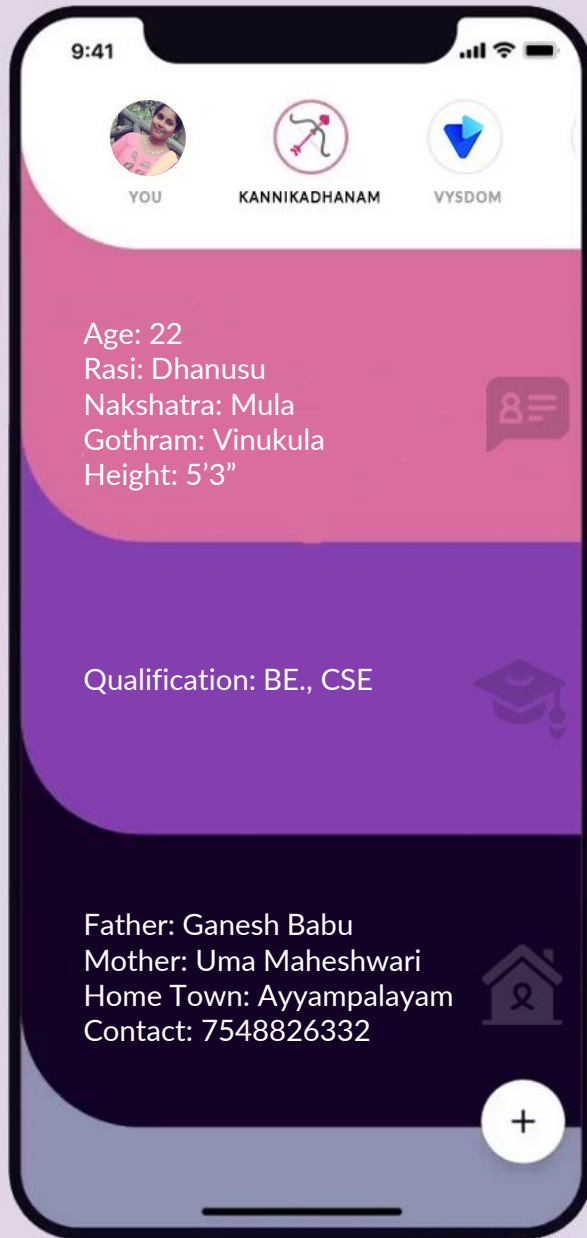 9:41
YOU
KANNIKADHANAM
VYSDOM
Age: 22
Rasi: Dhanusu
Nakshatra: Mula
Gothram: Vinukula
Height: 5’3”
Qualification: BE., CSE
Father: Ganesh Babu
Mother: Uma Maheshwari
Home Town: Ayyampalayam
Contact: 7548826332